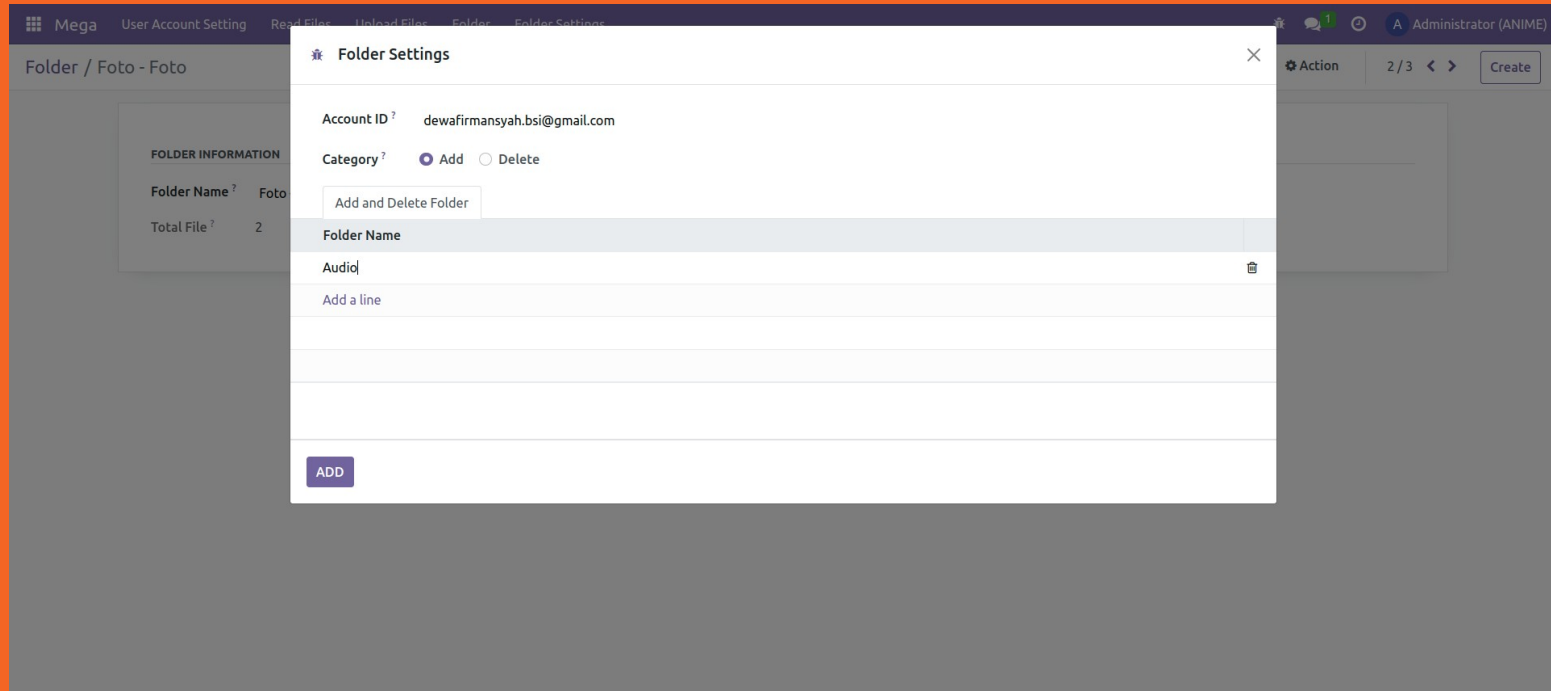 Mega User Account Setting Read Files Upload Files Folder Folder Settings 1 A Administrator (ANIME)
Folder / Foto - Foto
Action 2 / 3 Create
Folder Settings
Account ID ? dewafirmansyah.bsi@gmail.com
Category ? Add Delete
Add and Delete Folder
Folder Name
Audio
Add a line
ADD
FOLDER INFORMATION
Folder Name ? Foto
Total File ? 2